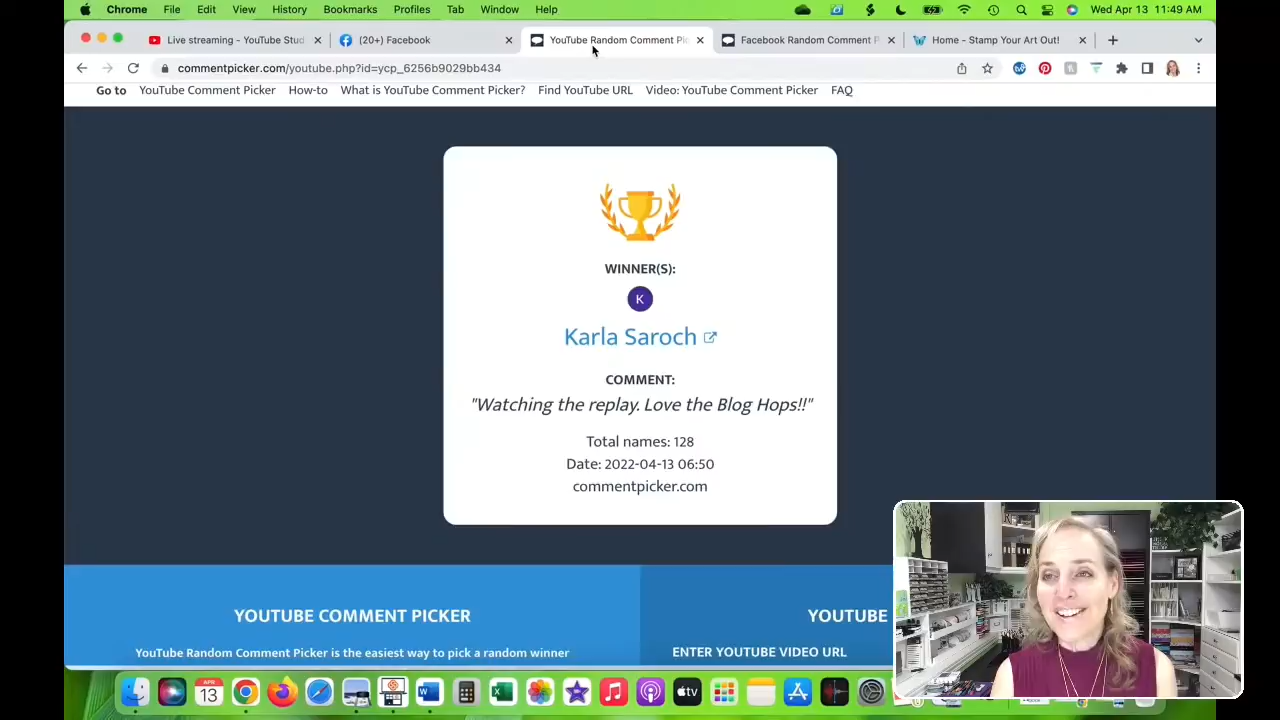 Chrome File Edit View History Bookmarks Profiles Tab Window Help Wed Apr 13 11:49 AM
Live streaming - YouTube Stud (20+) Facebook YouTube Random Comment Pic Facebook Random Comment P Home - Stamp Your Art Out!
commentpicker.com/youtube.php?id=ycp_6256b9029bb434
Go to YouTube Comment Picker How-to What is YouTube Comment Picker? Find YouTube URL Video: YouTube Comment Picker FAQ
WINNER(S):
K
Karla Saroch
COMMENT:
"Watching the replay. Love the Blog Hops!!"
Total names: 128
Date: 2022-04-13 06:50
commentpicker.com
YOUTUBE COMMENT PICKER YOUTUBE
YouTube Random Comment Picker is the easiest way to pick a random winner ENTER YOUTUBE VIDEO URL
APR
13
tv